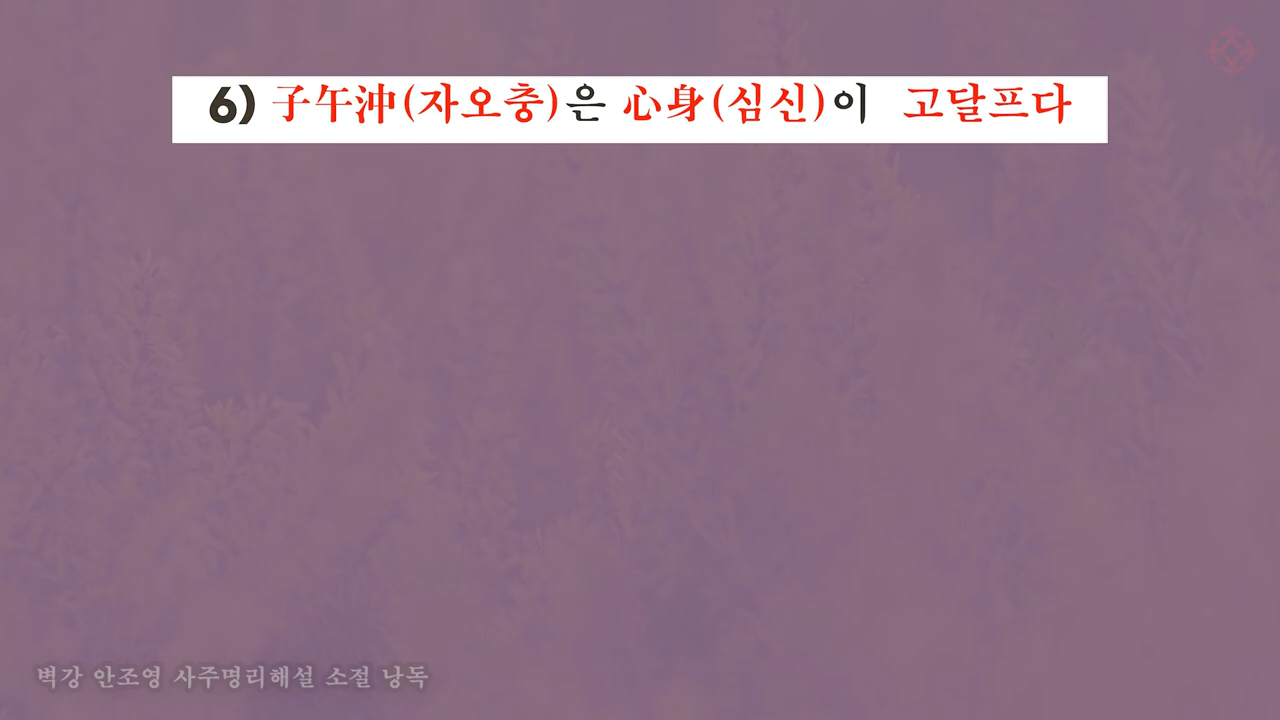 6) 子午沖(자오충)은 心身(심신)이 고달프다
벽강 안조영 사주명리해설 소절 낭독